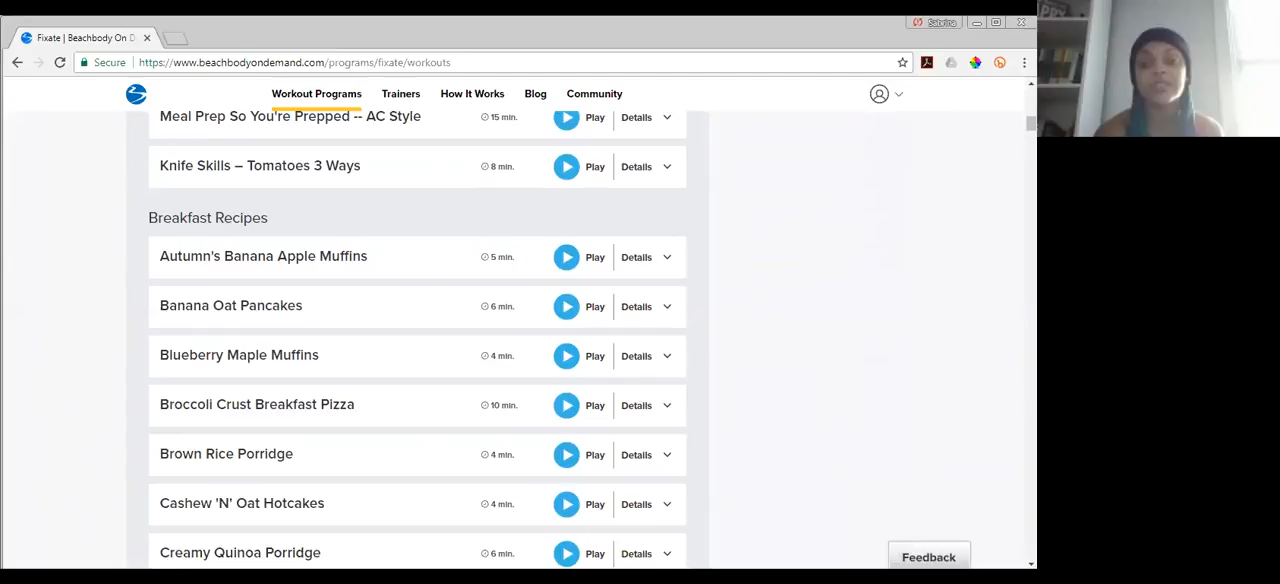 Sabrina
Fixate | Beachbody On D
Secure
https://www.beachbodyondemand.com/programs/fixate/workouts
Workout Programs Trainers How It Works Blog Community
Meal Prep So You're Prepped -- AC Style 15 min. Play Details
Knife Skills – Tomatoes 3 Ways 8 min. Play Details
Breakfast Recipes
Autumn's Banana Apple Muffins 5 min. Play Details
Banana Oat Pancakes 6 min. Play Details
Blueberry Maple Muffins 4 min. Play Details
Broccoli Crust Breakfast Pizza 10 min. Play Details
Brown Rice Porridge 4 min. Play Details
Cashew 'N' Oat Hotcakes 4 min. Play Details
Creamy Quinoa Porridge 6 min. Play Details
Feedback